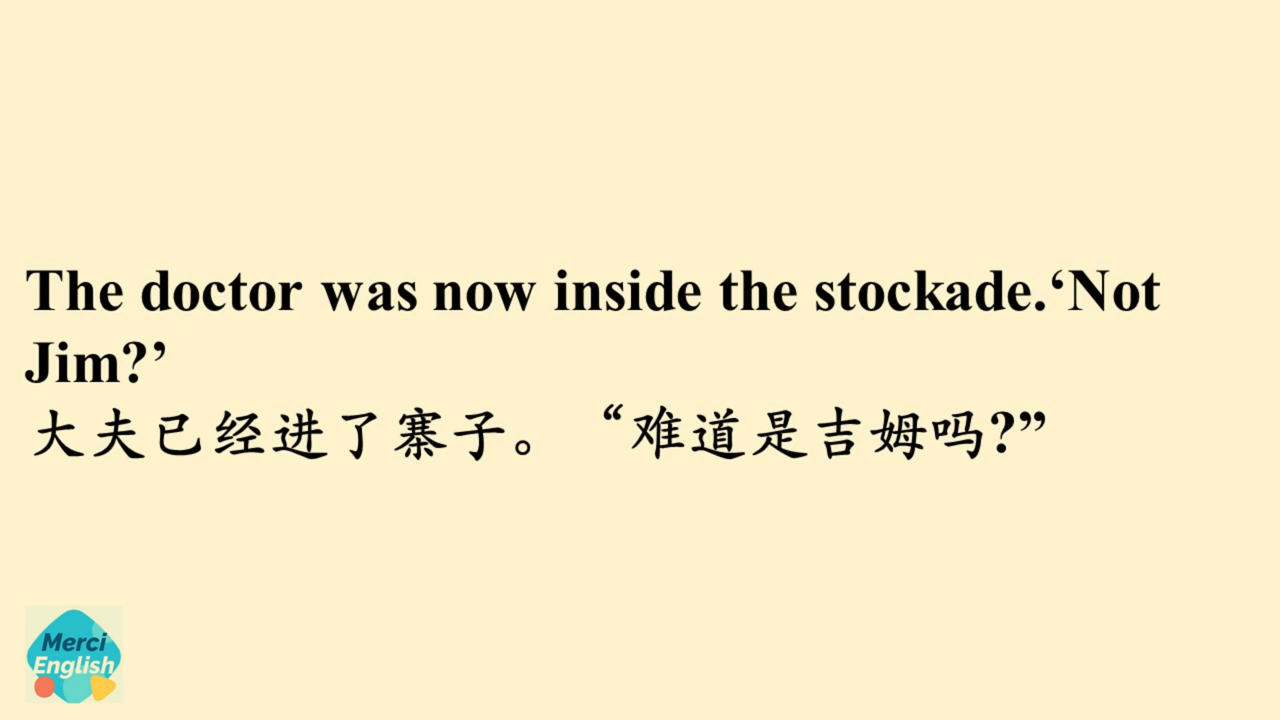 The doctor was now inside the stockade.‘Not
Jim?’
大夫已经进了寨子。 “难道是吉姆吗?”
Merci
English